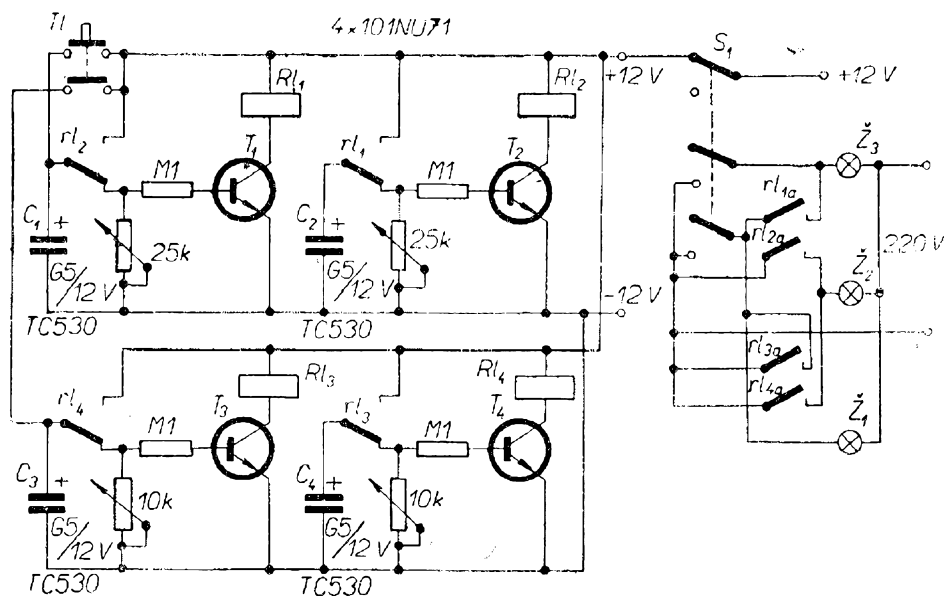 Tl
4×101NU71
Rl₁
Rl₂
+12 V
S₁
+12 V
rl₂
M1
T₁
rl₁
M1
T₂
Ž₃
C₁ +
25k
G5/12 V
TC530
C₂ +
25k
G5/12 V
TC530
-12 V
rl₁a
rl₂a
220V
Ž₂
rl₃a
rl₄a
Ž₁
Rl₃
Rl₄
rl₄
M1
T₃
rl₃
M1
T₄
C₃ +
10k
G5/12 V
TC530
C₄ +
10k
G5/12 V
TC530